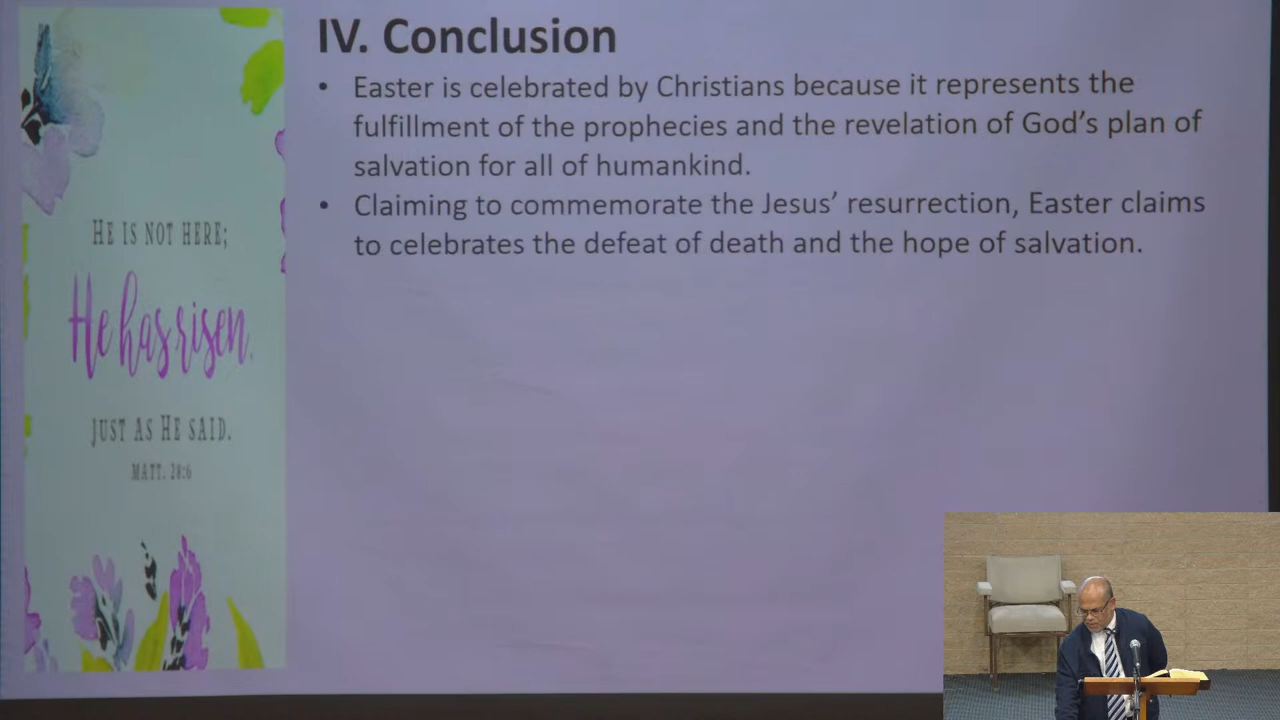 IV. Conclusion
• Easter is celebrated by Christians because it represents the
fulfillment of the prophecies and the revelation of God's plan of
salvation for all of humankind.
• Claiming to commemorate the Jesus' resurrection, Easter claims
to celebrates the defeat of death and the hope of salvation.
HE IS NOT HERE;
He has risen,
JUST AS HE SAID.
MATT. 28:6